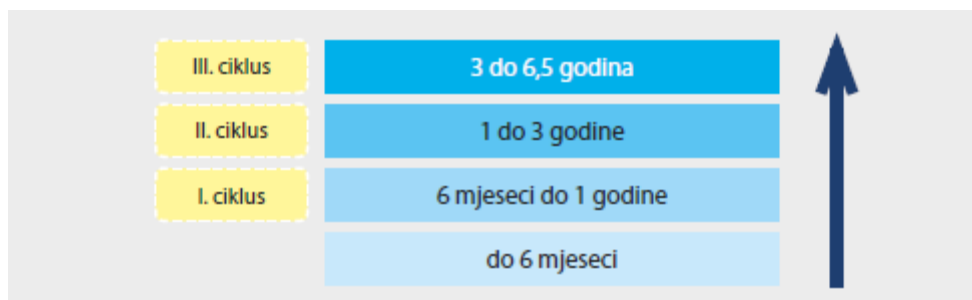 III. ciklus
3 do 6,5 godina
II. ciklus
1 do 3 godine
I. ciklus
6 mjeseci do 1 godine
do 6 mjeseci